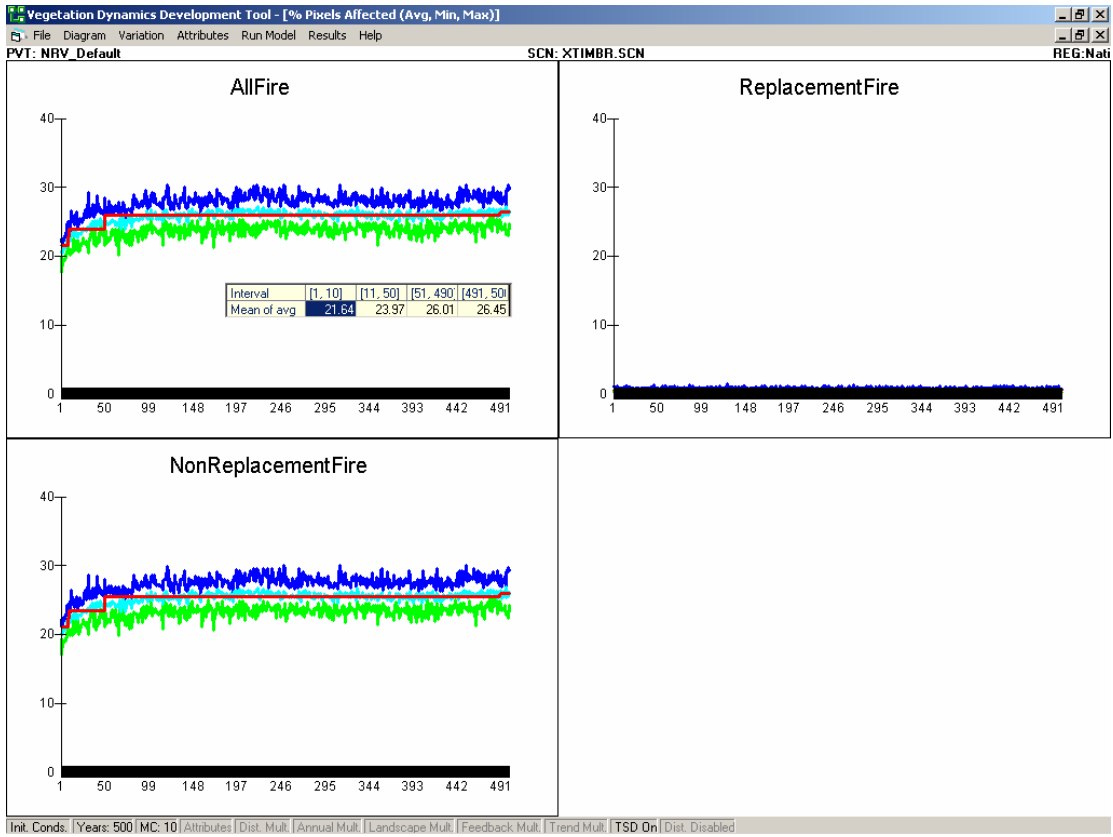 Vegetation Dynamics Development Tool - [% Pixels Affected (Avg, Min, Max)]
File Diagram Variation Attributes Run Model Results Help
PVT: NRV_Default SCN: XTIMBR.SCN REG:Nati
AllFire
40
30
20
10
0
1 50 99 148 197 246 295 344 393 442 491
Interval [1, 10] [11, 50] [51, 490] [491, 50
Mean of avg 21.64 23.97 26.01 26.45
ReplacementFire
40
30
20
10
0
1 50 99 148 197 246 295 344 393 442 491
NonReplacementFire
40
30
20
10
0
1 50 99 148 197 246 295 344 393 442 491
Init. Conds. Years: 500 MC: 10 Attributes Dist. Mult. Annual Mult. Landscape Mult. Feedback Mult. Trend Mult. TSD On Dist. Disabled